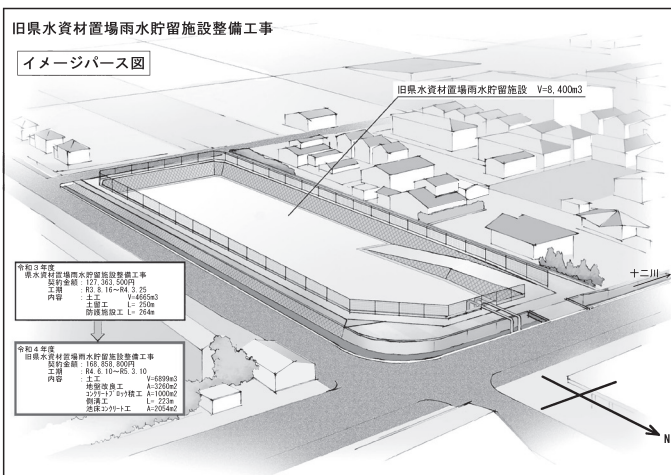 旧県水資材置場雨水貯留施設整備工事
イメージパース図
旧県水資材置場雨水貯留施設 V=8,400m3
十二川
令和3年度
県水資材置場雨水貯留施設整備工事
契約金額：127,363,500円
工期：R3.8.16～R4.3.25
内容：土工 V=4665m3
土留工 L= 250m
防護施設工 L= 264m
令和4年度
旧県水資材置場雨水貯留施設整備工事
契約金額：168,858,800円
工期：R4.6.10～R5.3.10
内容：土工 V=6899m3
地盤改良工 A=3260m2
コンクリートブロック積工 A=1000m2
側溝工 L= 223m
池床コンクリート工 A=2054m2
N